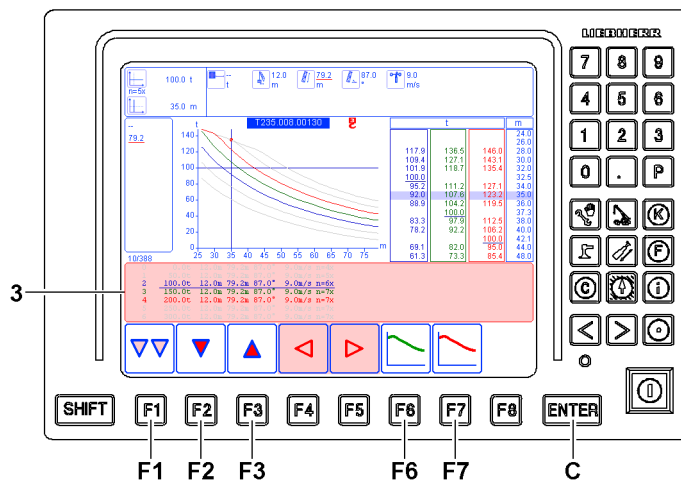 LIEBHERR
n=5x
100.0 t
35.0 m
--
t
12.0
m
79.2
m
87.0
°
9.0
m/s
--
79.2
10/388
t
T235.008.00130
140
120
100
80
60
40
20
0
25 30 35 40 45 50 55 60 65 70 75
m
t m
24.0
26.0
117.9 136.5 146.0 28.0
109.4 127.1 143.1 30.0
101.9 118.7 135.4 32.0
100.0 32.5
95.2 111.2 127.1 34.0
92.0 107.6 123.2 35.0
88.9 104.2 119.5 36.0
100.0 37.3
83.3 97.9 112.5 38.0
78.2 92.2 106.2 40.0
100.0 42.1
69.1 82.0 95.0 44.0
61.3 73.3 85.4 48.0
2 100.0t 12.0m 79.2m 87.0° 9.0m/s n=6x
3 150.0t 12.0m 79.2m 87.0° 9.0m/s n=7x
4 200.0t 12.0m 79.2m 87.0° 9.0m/s n=7x
3
7 8 9
4 5 6
1 2 3
0 . P
K
F
C i
SHIFT F1 F2 F3 F4 F5 F6 F7 F8 ENTER
F1 F2 F3 F6 F7 C